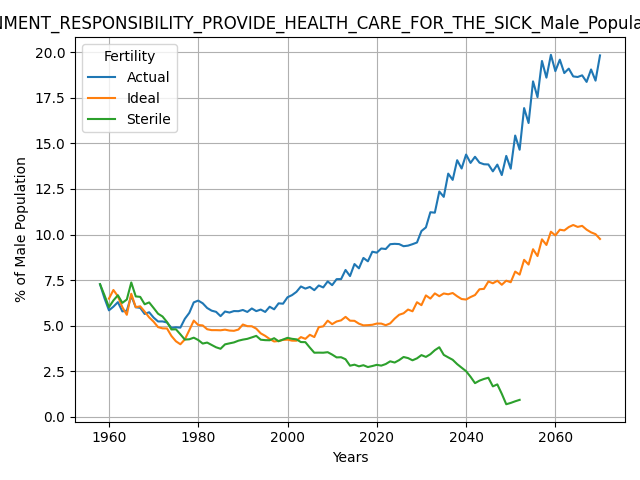 NMENT_RESPONSIBILITY_PROVIDE_HEALTH_CARE_FOR_THE_SICK_Male_Popula
Fertility
Actual
Ideal
Sterile
20.0
17.5
15.0
12.5
10.0
7.5
5.0
2.5
0.0
% of Male Population
1960 1980 2000 2020 2040 2060
Years